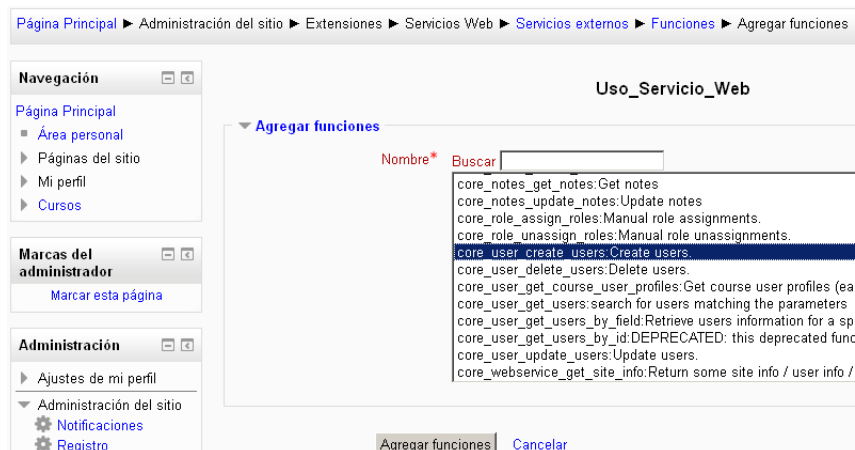 Página Principal ► Administración del sitio ► Extensiones ► Servicios Web ► Servicios externos ► Funciones ► Agregar funciones
Navegación
Página Principal
Área personal
Páginas del sitio
Mi perfil
Cursos
Marcas del
administrador
Marcar esta página
Administración
Ajustes de mi perfil
Administración del sitio
Notificaciones
Registro
Uso_Servicio_Web
Agregar funciones
Nombre* Buscar
core_notes_get_notes:Get notes
core_notes_update_notes:Update notes
core_role_assign_roles:Manual role assignments.
core_role_unassign_roles:Manual role unassignments.
core_user_create_users:Create users.
core_user_delete_users:Delete users.
core_user_get_course_user_profiles:Get course user profiles (ea
core_user_get_users:search for users matching the parameters
core_user_get_users_by_field:Retrieve users information for a sp
core_user_get_users_by_id:DEPRECATED: this deprecated func
core_user_update_users:Update users.
core_webservice_get_site_info:Return some site info / user info /
Agregar funciones Cancelar